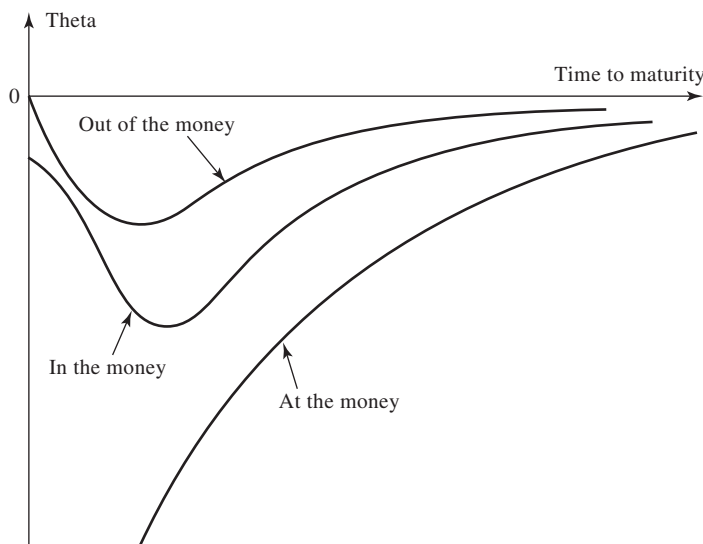 Theta
Time to maturity
0
Out of the money
In the money
At the money